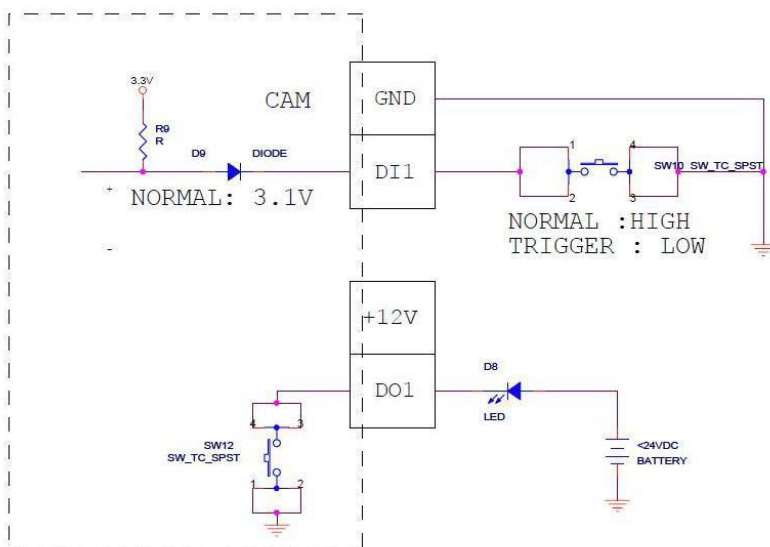 3.3V
R9
R
CAM
GND
D9
DIODE
DI1
+
NORMAL: 3.1V
-
1
4
2
3
SW10 SW_TC_SPST
NORMAL :HIGH
TRIGGER : LOW
+12V
DO1
D8
LED
4
3
SW12
SW_TC_SPST
1
2
<24VDC
BATTERY